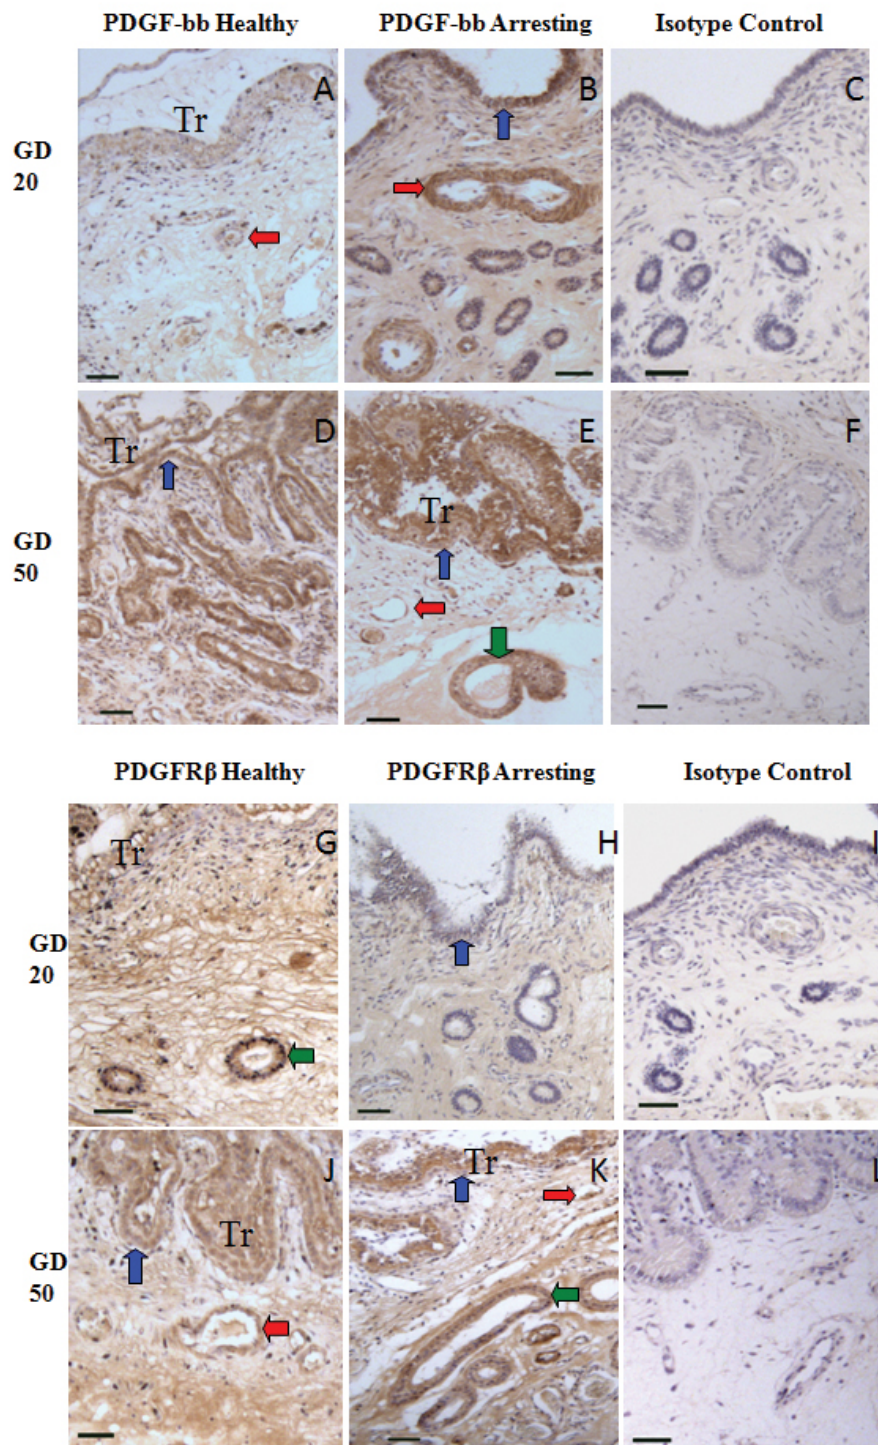 PDGF-bb Healthy PDGF-bb Arresting Isotype Control
GD
20
A
Tr
B
C
GD
50
D
Tr
E
Tr
F
PDGFRβ Healthy PDGFRβ Arresting Isotype Control
GD
20
G
Tr
H
I
GD
50
J
Tr
K
Tr
L